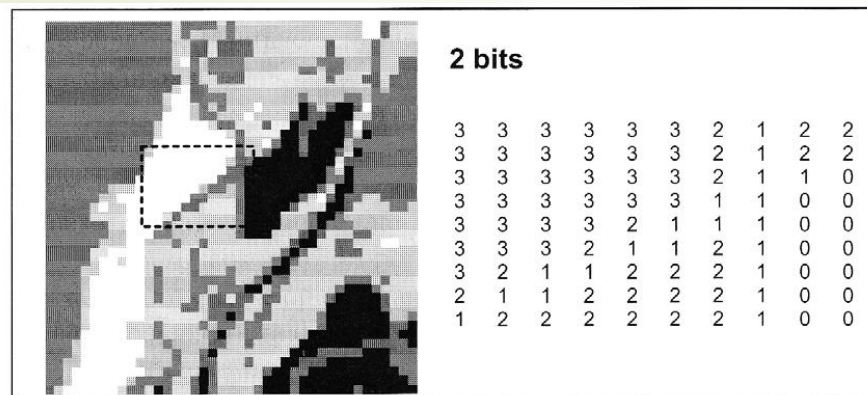 2 bits
3 3 3 3 3 3 2 1 2 2
3 3 3 3 3 3 2 1 2 2
3 3 3 3 3 3 2 1 1 0
3 3 3 3 3 3 1 1 0 0
3 3 3 3 2 1 1 1 0 0
3 3 3 2 1 1 2 1 0 0
3 2 1 1 2 2 2 1 0 0
2 1 1 2 2 2 2 1 0 0
1 2 2 2 2 2 2 1 0 0